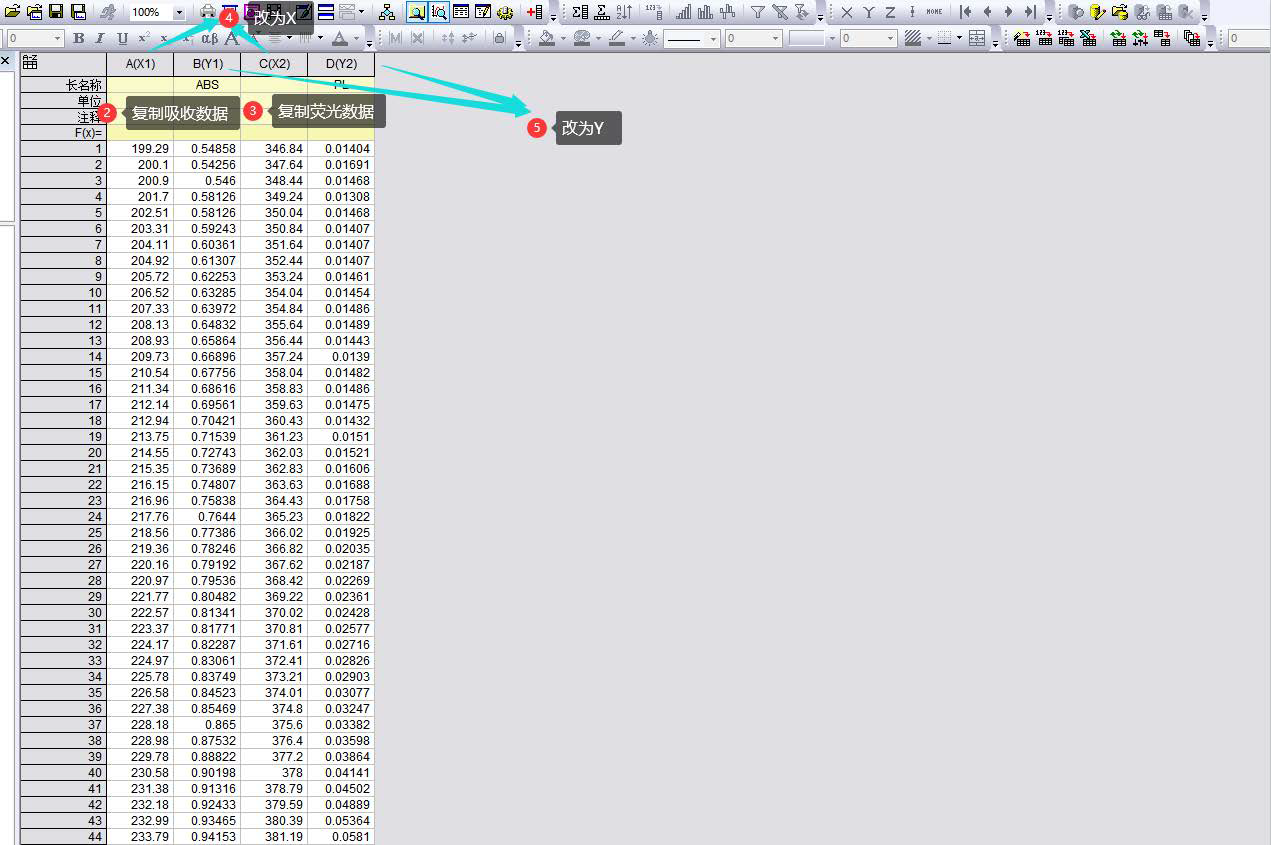 100% 4 改为X
0 B I U αβ A 0 0 0
A(X1) B(Y1) C(X2) D(Y2)
长名称 ABS PL
单位
注释 2 复制吸收数据 3 复制荧光数据
5 改为Y
F(x)=
1 199.29 0.54858 346.84 0.01404
2 200.1 0.54256 347.64 0.01691
3 200.9 0.546 348.44 0.01468
4 201.7 0.58126 349.24 0.01308
5 202.51 0.58126 350.04 0.01468
6 203.31 0.59243 350.84 0.01407
7 204.11 0.60361 351.64 0.01407
8 204.92 0.61307 352.44 0.01407
9 205.72 0.62253 353.24 0.01461
10 206.52 0.63285 354.04 0.01454
11 207.33 0.63972 354.84 0.01486
12 208.13 0.64832 355.64 0.01489
13 208.93 0.65864 356.44 0.01443
14 209.73 0.66896 357.24 0.0139
15 210.54 0.67756 358.04 0.01482
16 211.34 0.68616 358.83 0.01486
17 212.14 0.69561 359.63 0.01475
18 212.94 0.70421 360.43 0.01432
19 213.75 0.71539 361.23 0.0151
20 214.55 0.72743 362.03 0.01521
21 215.35 0.73689 362.83 0.01606
22 216.15 0.74807 363.63 0.01688
23 216.96 0.75838 364.43 0.01758
24 217.76 0.7644 365.23 0.01822
25 218.56 0.77386 366.02 0.01925
26 219.36 0.78246 366.82 0.02035
27 220.16 0.79192 367.62 0.02187
28 220.97 0.79536 368.42 0.02269
29 221.77 0.80482 369.22 0.02361
30 222.57 0.81341 370.02 0.02428
31 223.37 0.81771 370.81 0.02577
32 224.17 0.82287 371.61 0.02716
33 224.97 0.83061 372.41 0.02826
34 225.78 0.83749 373.21 0.02903
35 226.58 0.84523 374.01 0.03077
36 227.38 0.85469 374.8 0.03247
37 228.18 0.865 375.6 0.03382
38 228.98 0.87532 376.4 0.03598
39 229.78 0.88822 377.2 0.03864
40 230.58 0.90198 378 0.04141
41 231.38 0.91316 378.79 0.04502
42 232.18 0.92433 379.59 0.04889
43 232.99 0.93465 380.39 0.05364
44 233.79 0.94153 381.19 0.0581